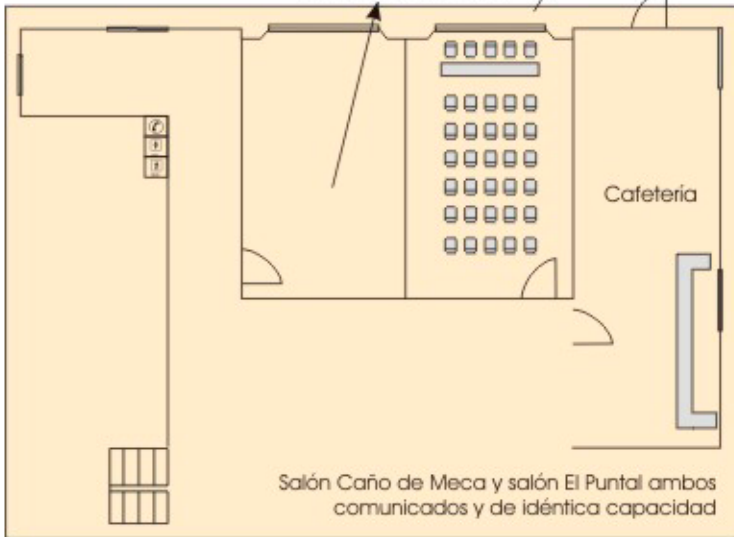 Cafetería
Salón Caño de Meca y salón El Puntal ambos
comunicados y de idéntica capacidad